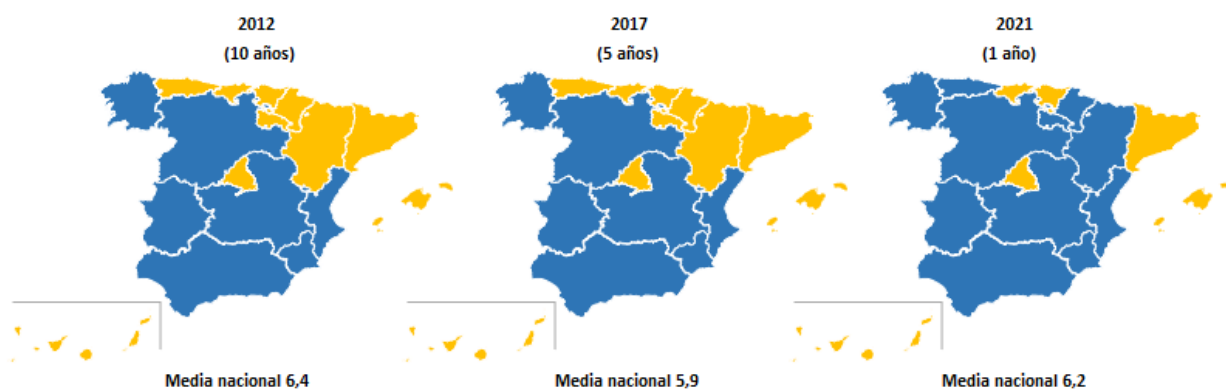 2012
(10 años)
2017
(5 años)
2021
(1 año)
Media nacional 6,4
Media nacional 5,9
Media nacional 6,2